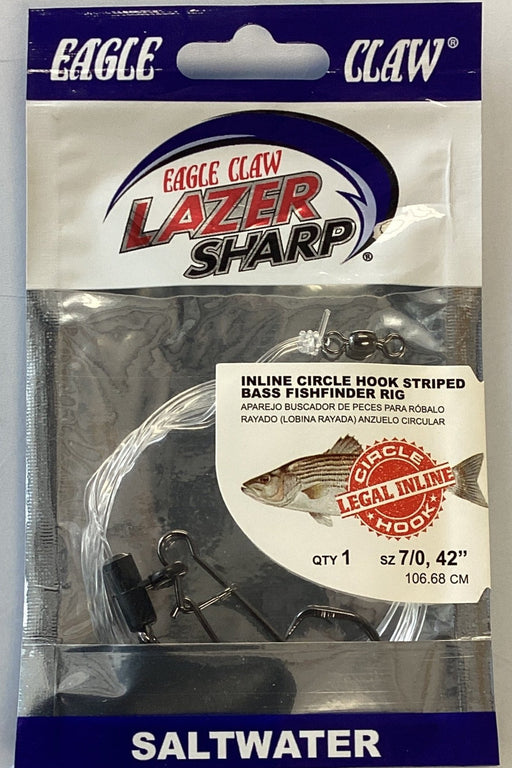 EAGLE CLAW®
EAGLE CLAW
LAZER
SHARP®
INLINE CIRCLE HOOK STRIPED
BASS FISHFINDER RIG
APAREJO BUSCADOR DE PECES PARA RÓBALO
RAYADO (LOBINA RAYADA) ANZUELO CIRCULAR
CIRCLE
LEGAL INLINE
HOOK
QTY 1 SZ 7/0, 42”
106.68 CM
SALTWATER